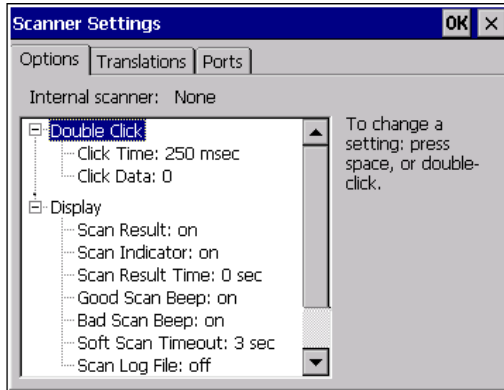 Scanner Settings
OK ×
Options Translations Ports
Internal scanner: None
Double Click
Click Time: 250 msec
Click Data: 0
Display
Scan Result: on
Scan Indicator: on
Scan Result Time: 0 sec
Good Scan Beep: on
Bad Scan Beep: on
Soft Scan Timeout: 3 sec
Scan Log File: off
To change a
setting: press
space, or double-
click.